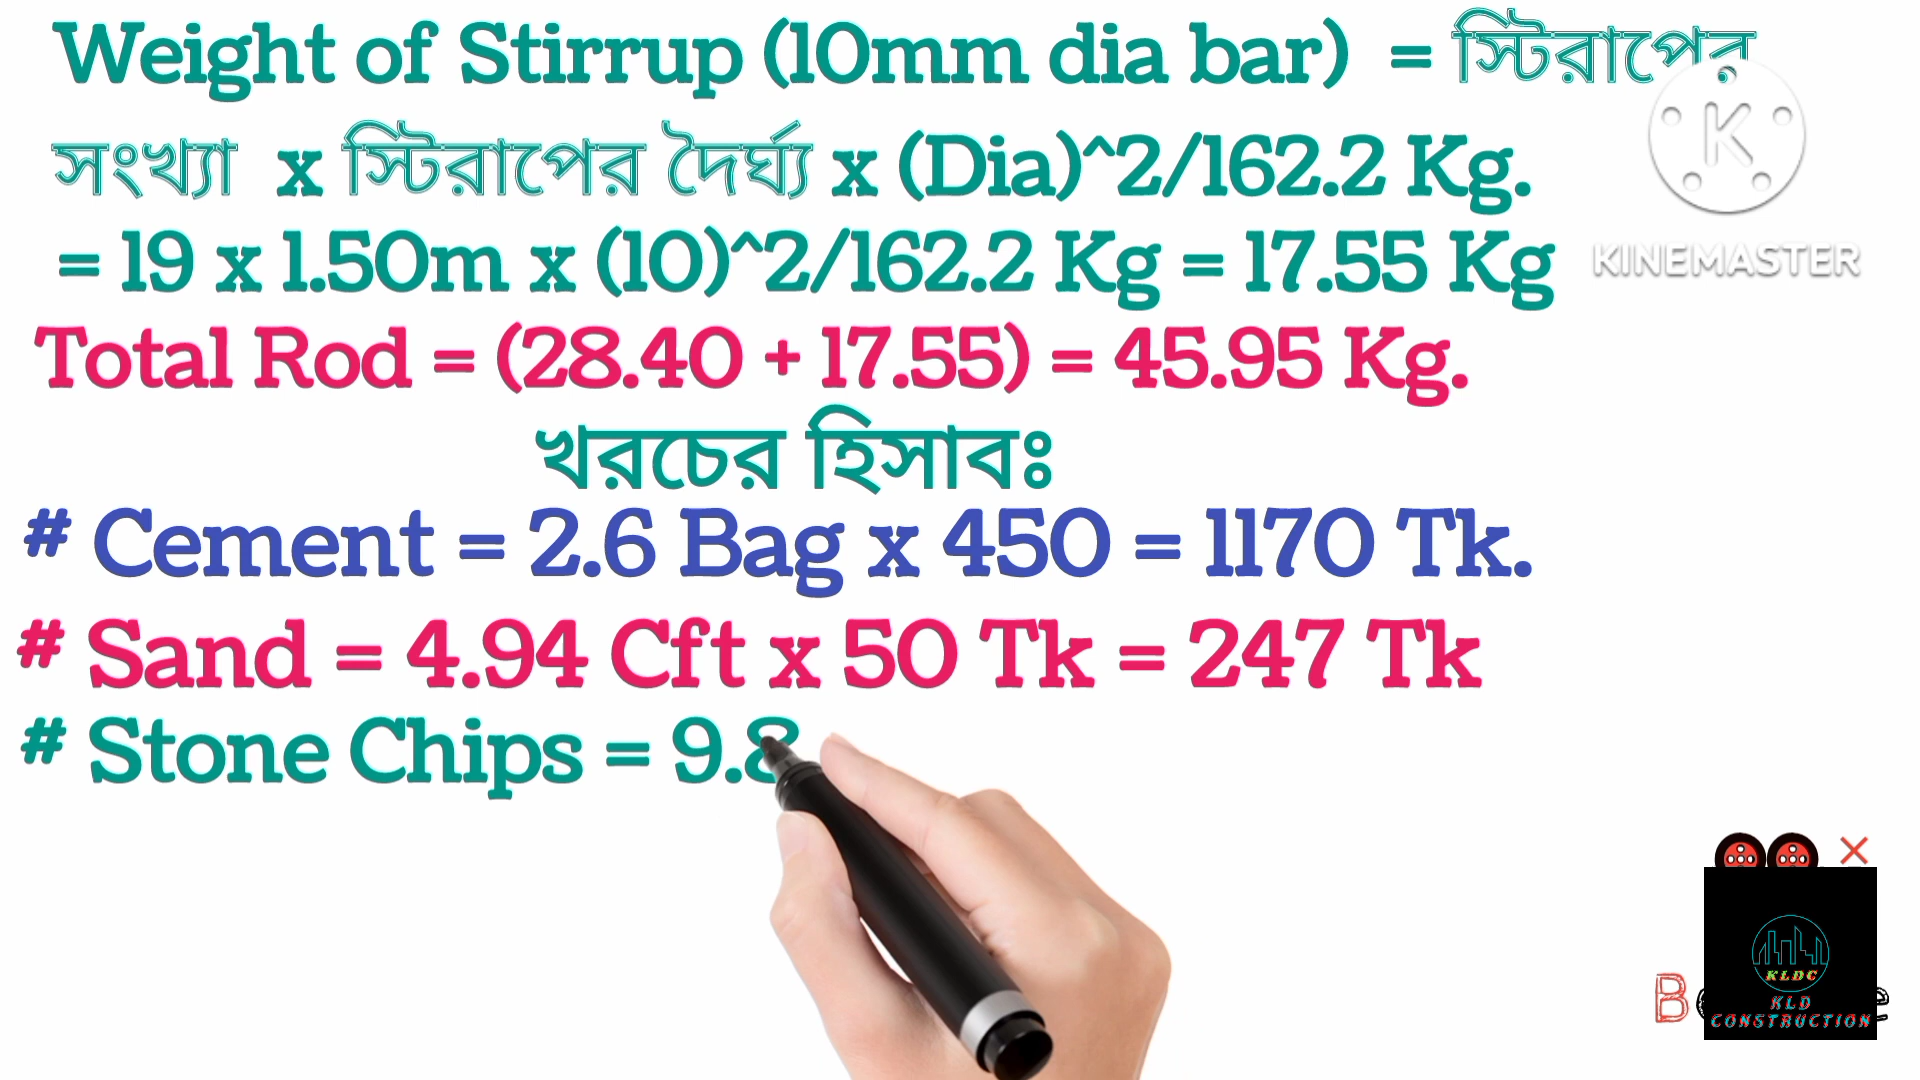 Weight of Stirrup (10mm dia bar) = স্টিরাপের
সংখ্যা x স্টিরাপের দৈর্ঘ্য x (Dia)^2/162.2 Kg.
= 19 x 1.50m x (10)^2/162.2 Kg = 17.55 Kg
KINEMASTER
Total Rod = (28.40 + 17.55) = 45.95 Kg.
খরচের হিসাবঃ
# Cement = 2.6 Bag x 450 = 1170 Tk.
# Sand = 4.94 Cft x 50 Tk = 247 Tk
# Stone Chips = 9.8
KLDC
KLD
CONSTRUCTION